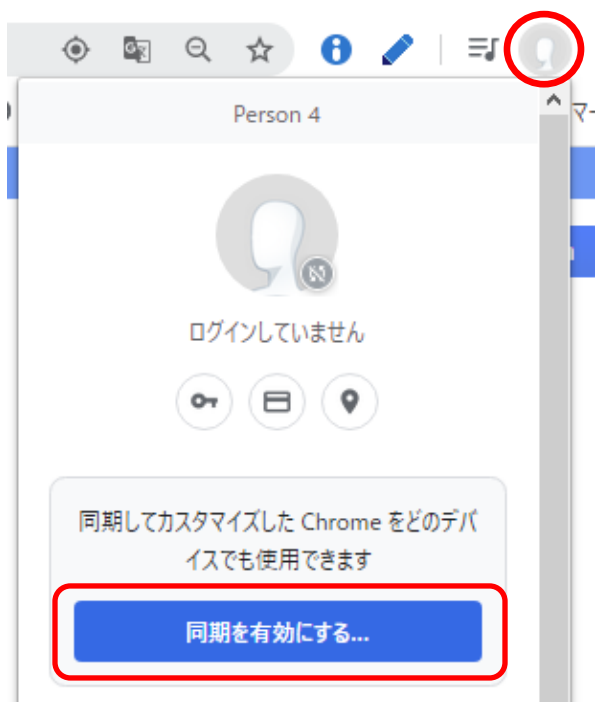 Person 4
マー
ログインしていません
同期してカスタマイズした Chrome をどのデバ
イスでも使用できます
同期を有効にする...